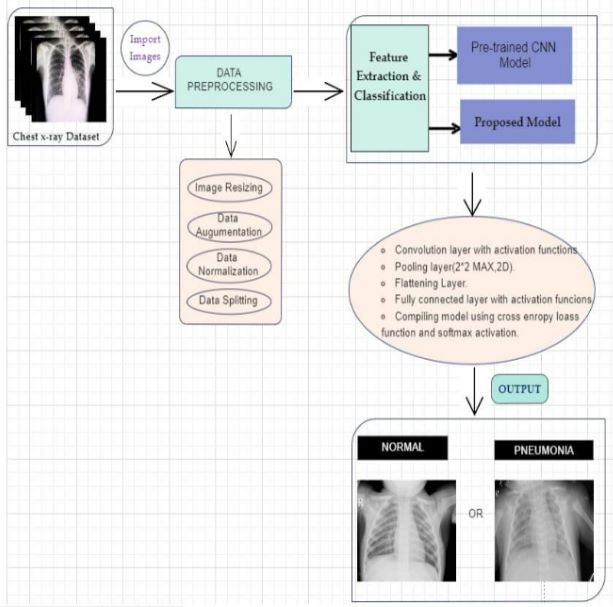 Import
Images
Chest x-ray Dataset
DATA
PREPROCESSING
Image Resizing
Data
Augumentation
Data
Normalization
Data Splitting
Feature
Extraction &
Classification
Pre-trained CNN
Model
Proposed Model
Convolution layer with activation functions.
Pooling layer(2*2 MAX,2D).
Flattening Layer.
Fully connected layer with activation funcions.
Compiling model using cross enropy loass
function and softmax activation.
OUTPUT
NORMAL
PNEUMONIA
R
OR